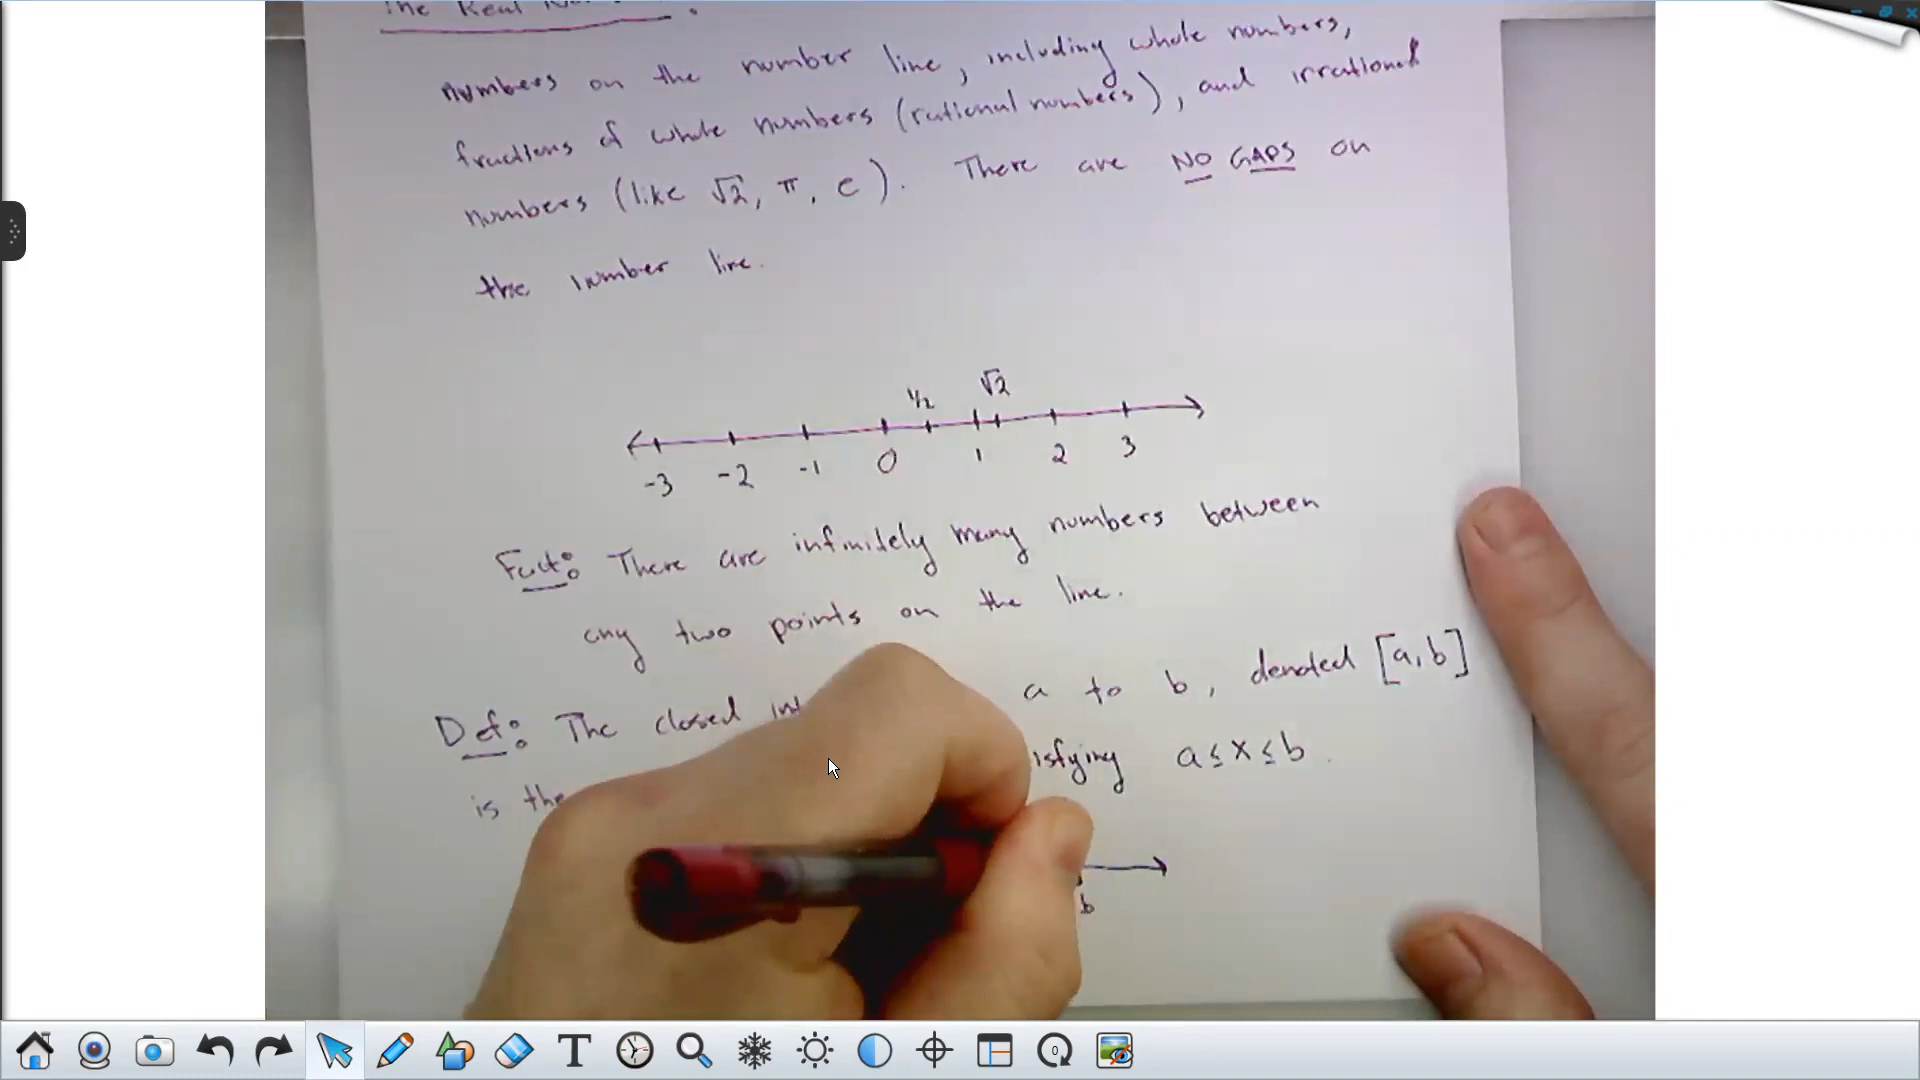 The Real
numbers on the number line, including whole numbers,
fractions of whole numbers (rational numbers), and irrational
numbers (like √2, π, e). There are NO GAPS on
the number line.
1/2 √2
-3 -2 -1 0 1 2 3
Fact: There are infinitely many numbers between
any two points on the line.
Def: The closed int a to b, denoted [a,b]
is the isfying a ≤ x ≤ b.
b
T
0